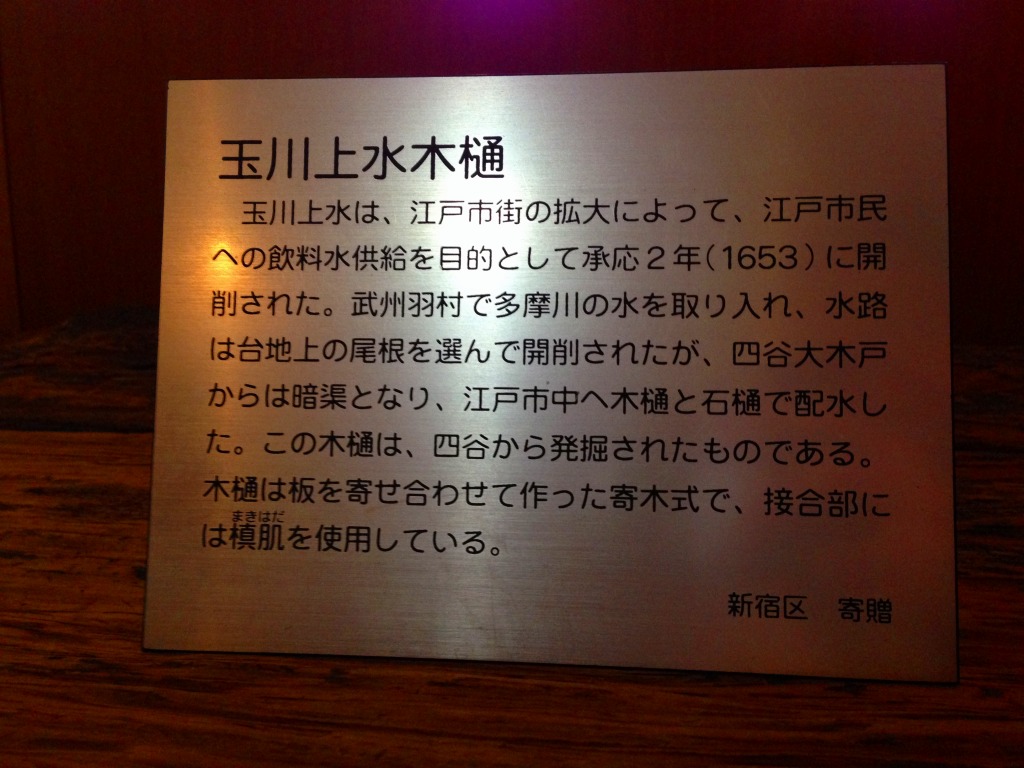 玉川上水木樋
玉川上水は、江戸市街の拡大によって、江戸市民
への飲料水供給を目的として承応2年(1653)に開
削された。武州羽村で多摩川の水を取り入れ、水路
は台地上の尾根を選んで開削されたが、四谷大木戸
からは暗渠となり、江戸市中へ木樋と石樋で配水し
た。この木樋は、四谷から発掘されたものである。
木樋は板を寄せ合わせて作った寄木式で、接合部に
まきはだ
は槙肌を使用している。
新宿区　寄贈